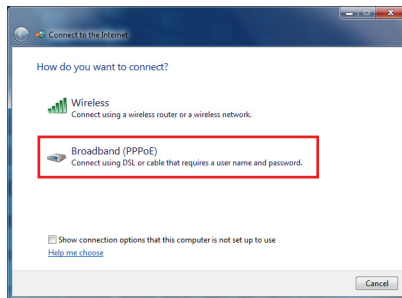 Connect to the Internet
How do you want to connect?
Wireless
Connect using a wireless router or a wireless network.
Broadband (PPPoE)
Connect using DSL or cable that requires a user name and password.
Show connection options that this computer is not set up to use
Help me choose
Cancel